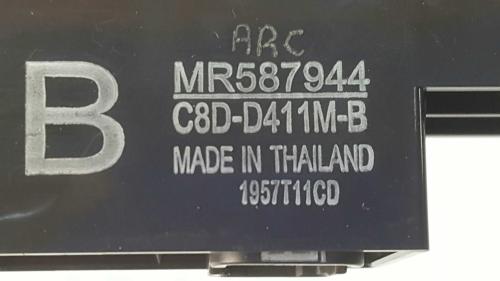 ARC
B
MR587944
C8D-D411M-B
MADE IN THAILAND
1957T11CD